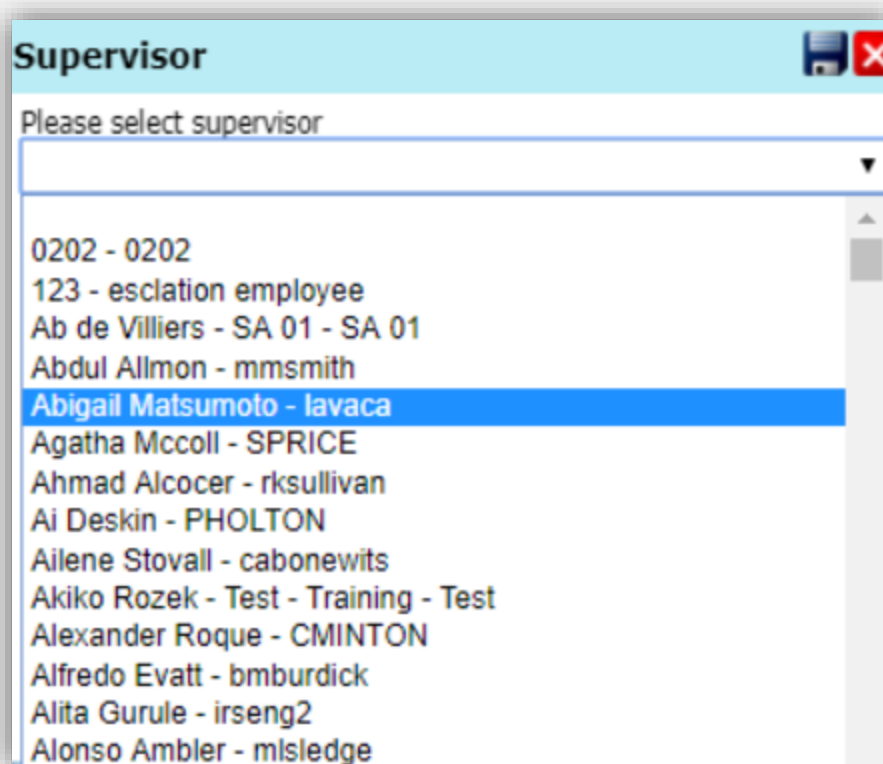 Supervisor
Please select supervisor
0202 - 0202
123 - esclation employee
Ab de Villiers - SA 01 - SA 01
Abdul Allmon - mmsmith
Abigail Matsumoto - lavaca
Agatha Mccoll - SPRICE
Ahmad Alcocer - rksullivan
Ai Deskin - PHOLTON
Ailene Stovall - cabonewits
Akiko Rozek - Test - Training - Test
Alexander Roque - CMINTON
Alfredo Evatt - bmburdick
Alita Gurule - irseng2
Alonso Ambler - mlsledge